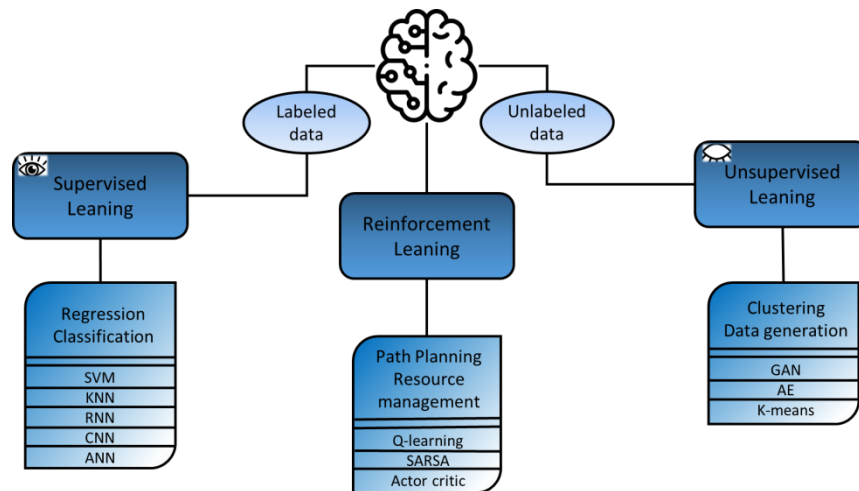 Labeled
data
Unlabeled
data
Supervised
Leaning
Regression
Classification
SVM
KNN
RNN
CNN
ANN
Reinforcement
Leaning
Path Planning
Resource
management
Q-learning
SARSA
Actor critic
Unsupervised
Leaning
Clustering
Data generation
GAN
AE
K-means